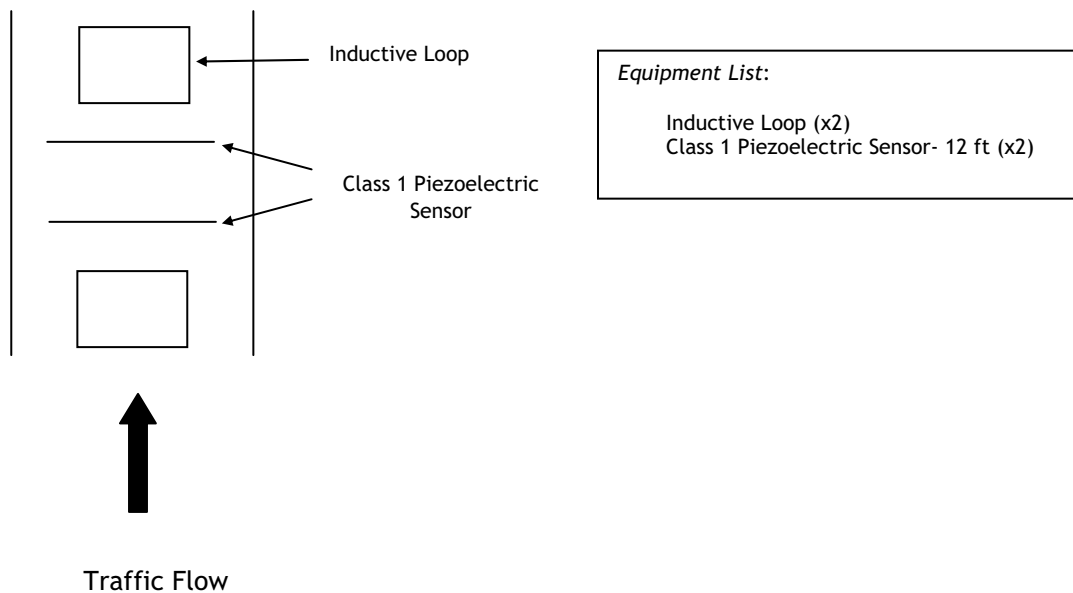 Inductive Loop
Class 1 Piezoelectric
Sensor
Equipment List:
Inductive Loop (x2)
Class 1 Piezoelectric Sensor- 12 ft (x2)
Traffic Flow